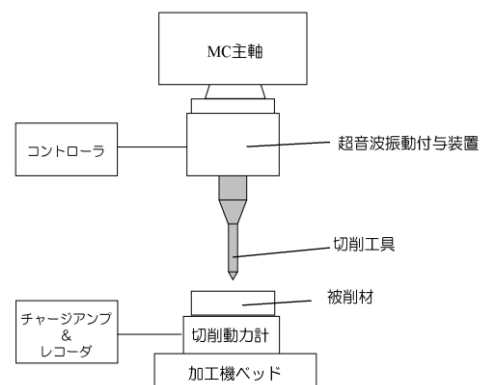 MC主軸
コントローラ
超音波振動付与装置
切削工具
被削材
チャージアンプ
&
レコーダ
切削動力計
加工機ベッド